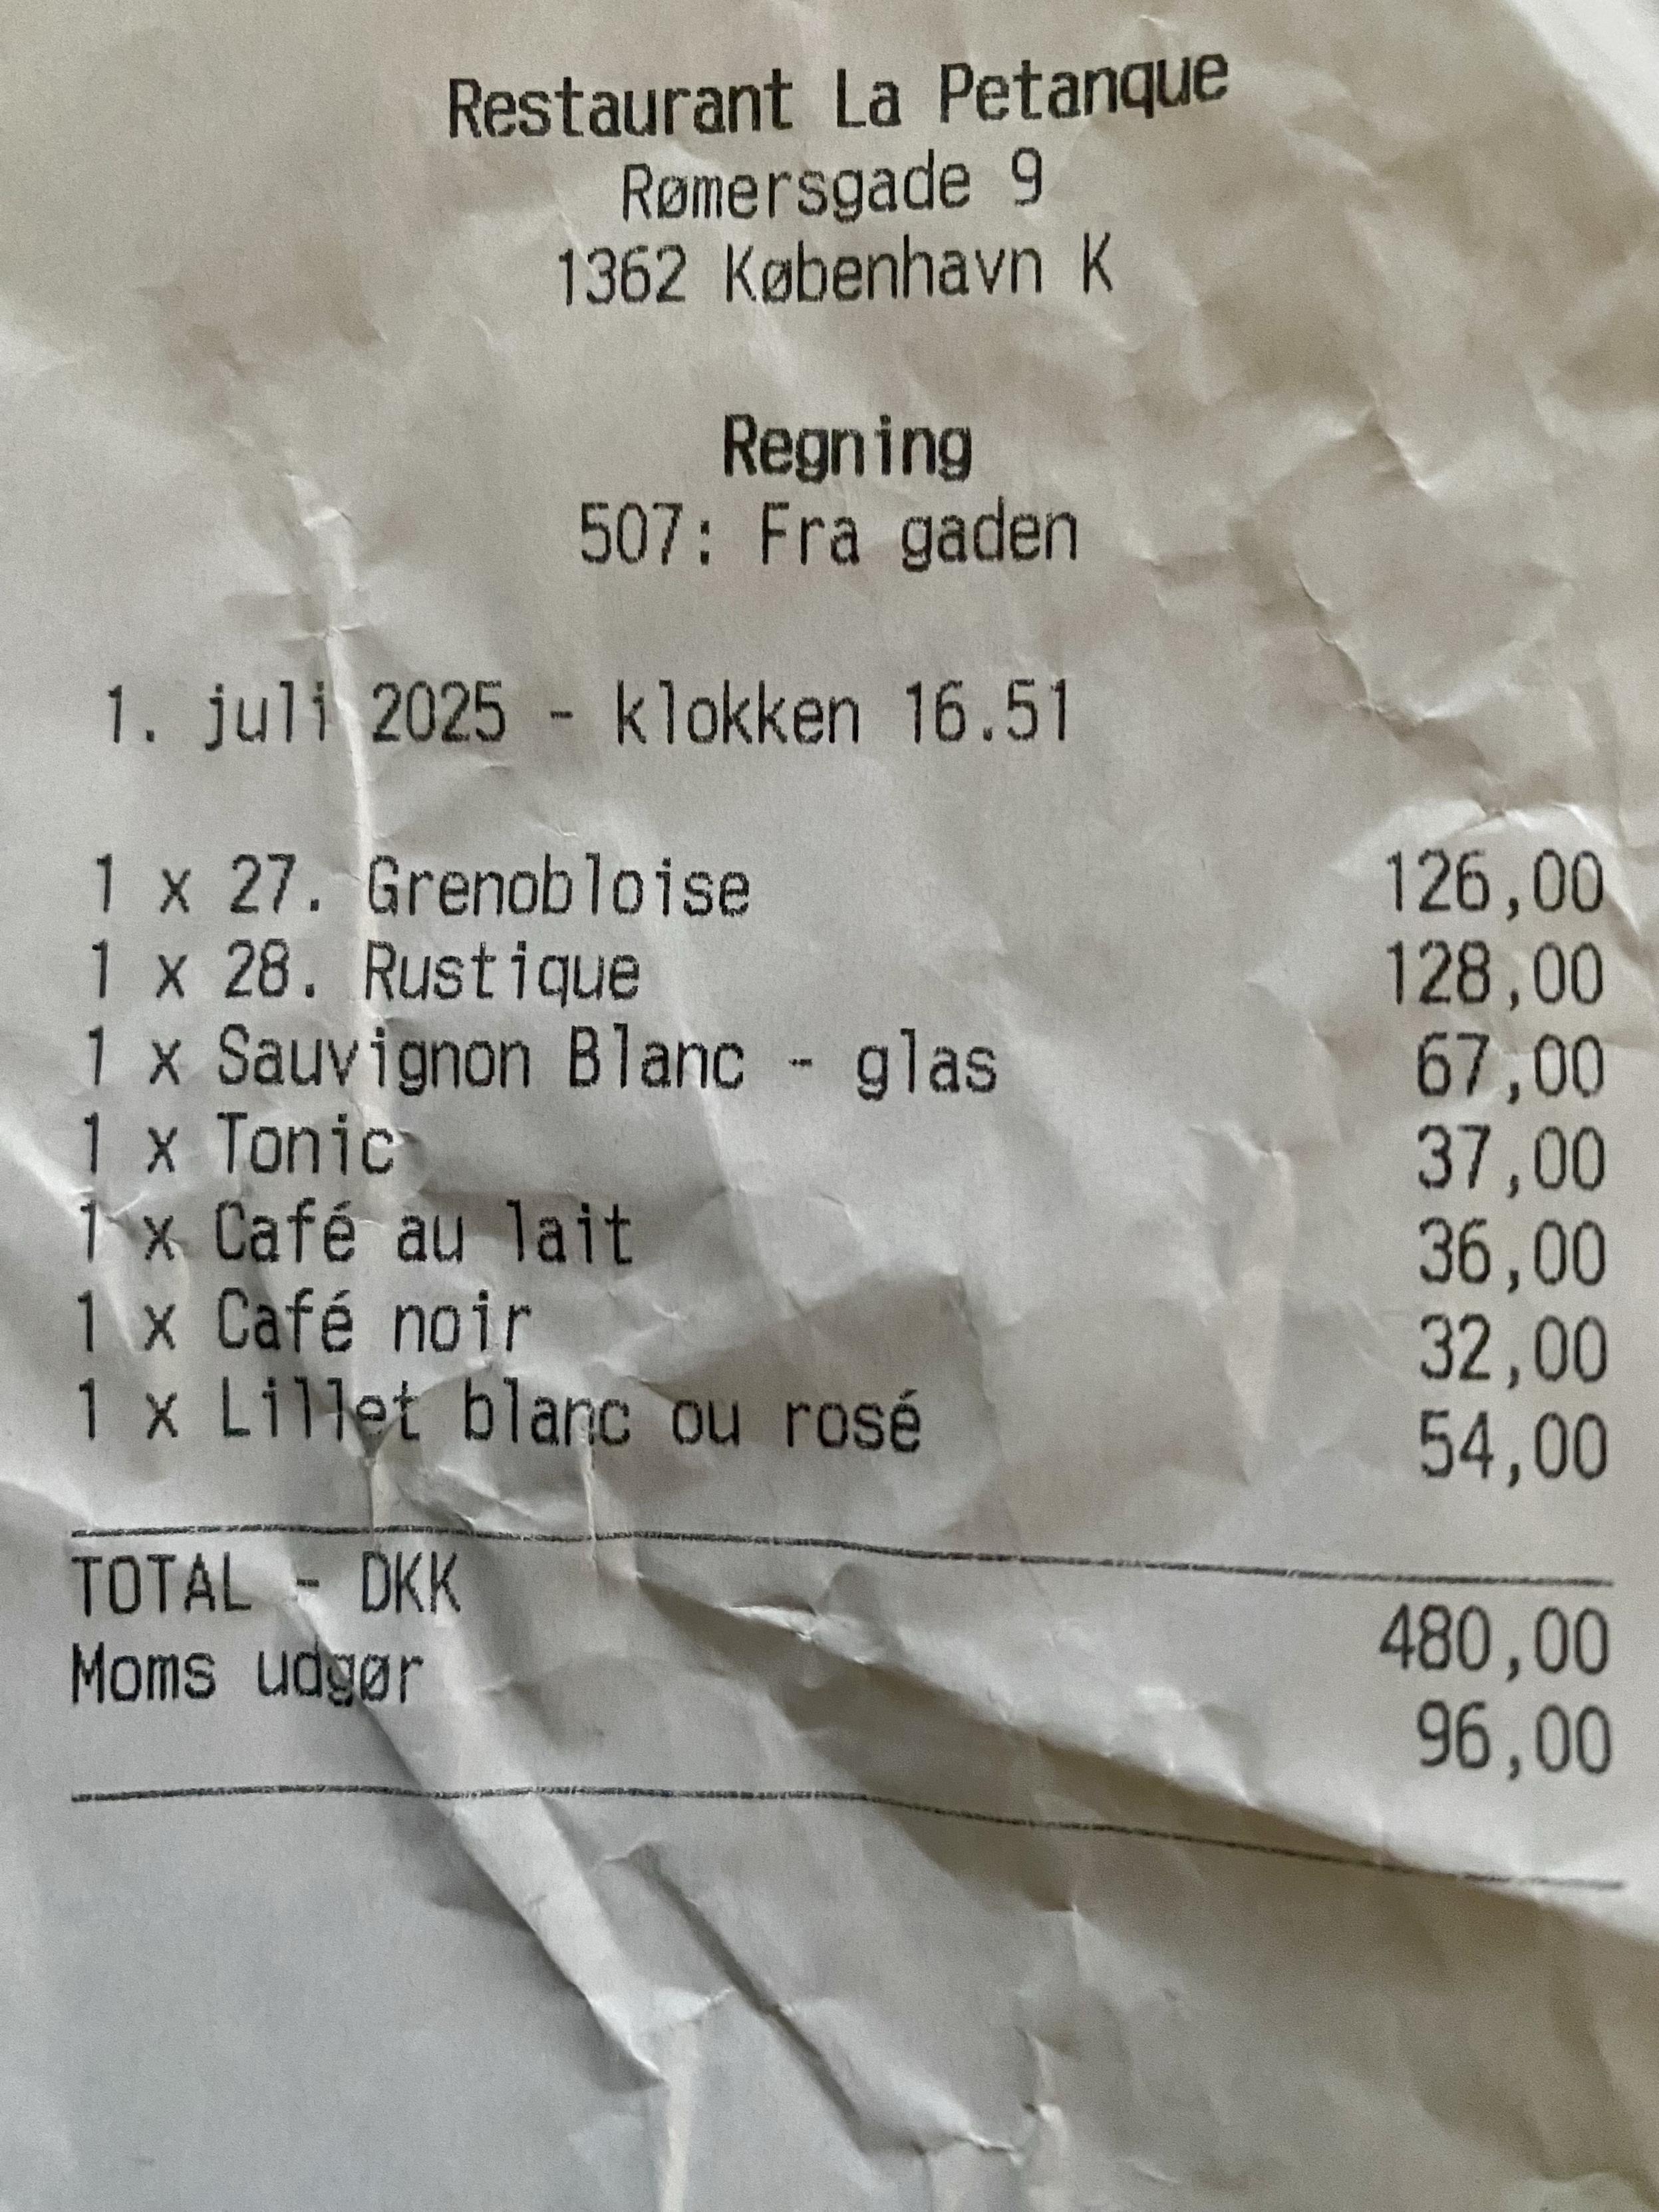 Restaurant La Petanque
Rømersgade 9
1362 København K
Regning
507: Fra gaden
1. juli 2025 - klokken 16.51
1 x 27. Grenobloise 126,00
1 x 28. Rustique 128,00
1 x Sauvignon Blanc - glas 67,00
1 x Tonic 37,00
1 x Café au lait 36,00
1 x Café noir 32,00
1 x Lillet blanc ou rosé 54,00
TOTAL - DKK 480,00
Moms udgør 96,00